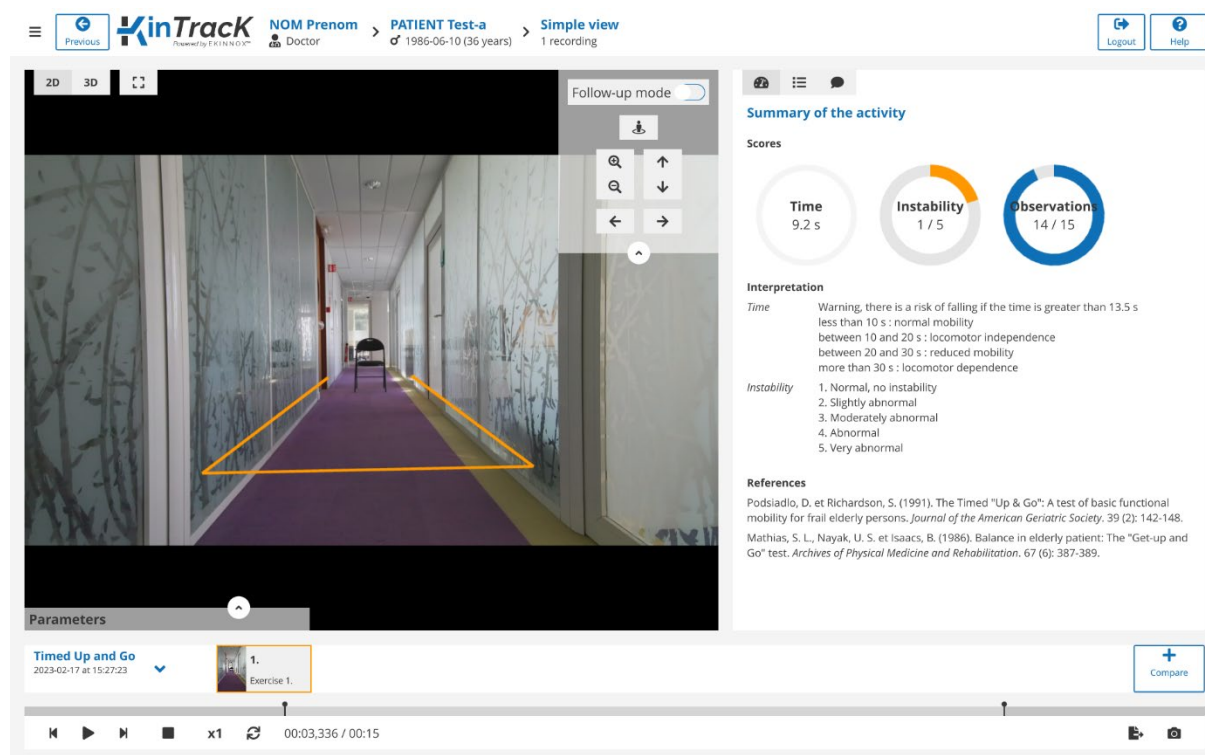 Previous
KinTracK
Powered by EKINNOX™
NOM Prenom
Doctor
PATIENT Test-a
1986-06-10 (36 years)
Simple view
1 recording
Logout
Help
2D 3D
Follow-up mode
Summary of the activity
Scores
Time
9.2 s
Instability
1 / 5
Observations
14 / 15
Interpretation
Time Warning, there is a risk of falling if the time is greater than 13.5 s
less than 10 s : normal mobility
between 10 and 20 s : locomotor independence
between 20 and 30 s : reduced mobility
more than 30 s : locomotor dependence
Instability 1. Normal, no instability
2. Slightly abnormal
3. Moderately abnormal
4. Abnormal
5. Very abnormal
References
Podsiadlo, D. et Richardson, S. (1991). The Timed "Up & Go": A test of basic functional
mobility for frail elderly persons. Journal of the American Geriatric Society. 39 (2): 142-148.
Mathias, S. L., Nayak, U. S. et Isaacs, B. (1986). Balance in elderly patient: The "Get-up and
Go" test. Archives of Physical Medicine and Rehabilitation. 67 (6): 387-389.
Parameters
Timed Up and Go
2023-02-17 at 15:27:23
1.
Exercise 1.
Compare
x1 00:03,336 / 00:15